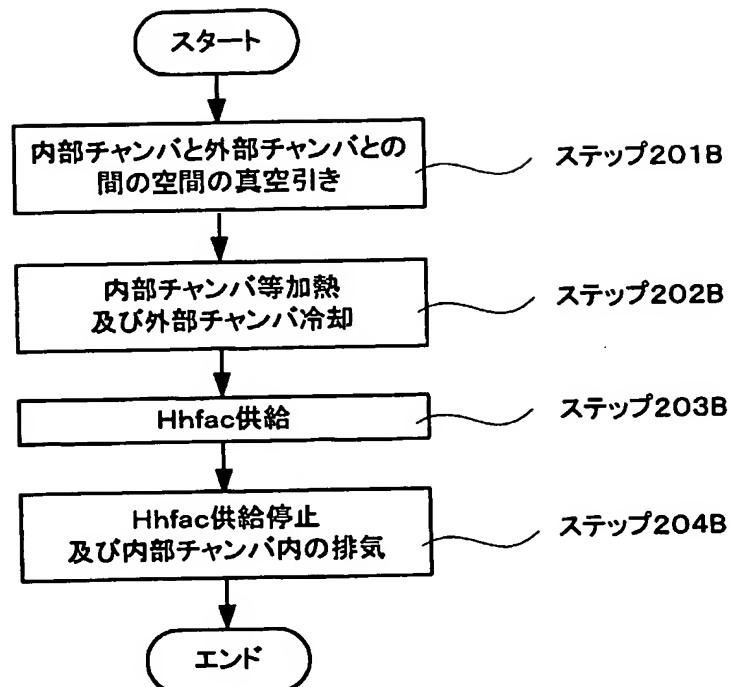 スタート
内部チャンバと外部チャンバとの
間の空間の真空引き
ステップ201B
内部チャンバ等加熱
及び外部チャンバ冷却
ステップ202B
Hhfac供給
ステップ203B
Hhfac供給停止
及び内部チャンバ内の排気
ステップ204B
エンド